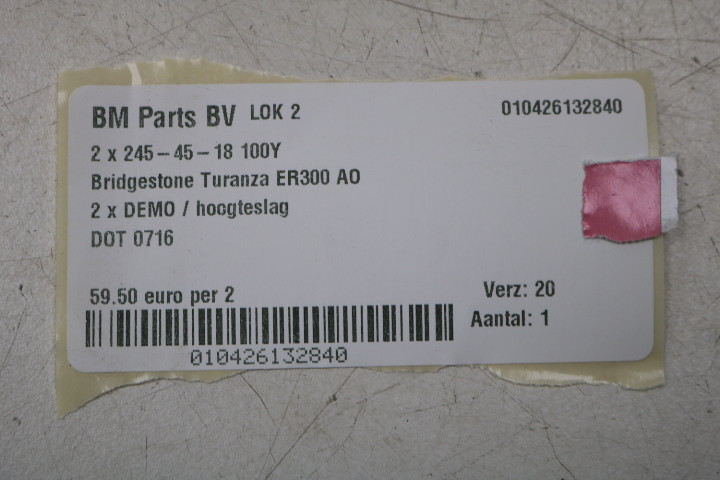 BM Parts BV LOK 2 010426132840
2 x 245-45-18 100Y
Bridgestone Turanza ER300 AO
2 x DEMO / hoogteslag
DOT 0716
59.50 euro per 2 Verz: 20
Aantal: 1
010426132840